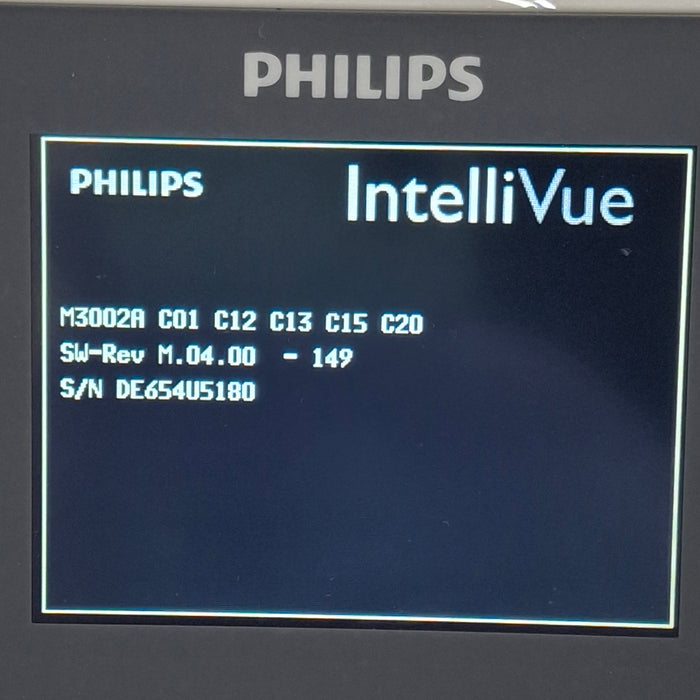 PHILIPS
PHILIPS IntelliVue
M3002A C01 C12 C13 C15 C20
SW-Rev M.04.00 - 149
S/N DE654U5180